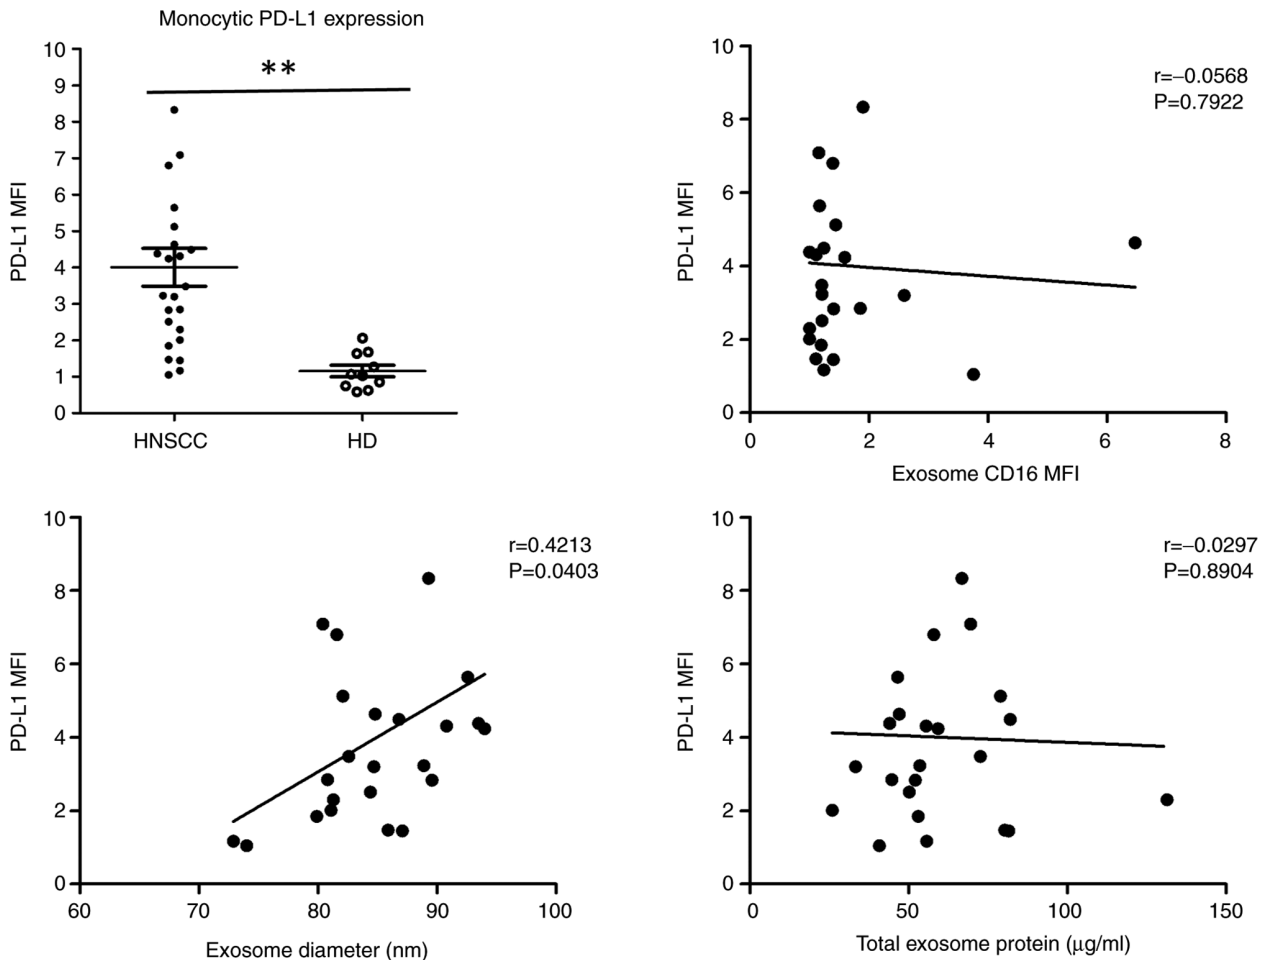 Monocytic PD-L1 expression
**
PD-L1 MFI
10
9
8
7
6
5
4
3
2
1
0
HNSCC HD
r=–0.0568
P=0.7922
PD-L1 MFI
10
8
6
4
2
0
0 2 4 6 8
Exosome CD16 MFI
r=0.4213
P=0.0403
PD-L1 MFI
10
8
6
4
2
0
60 70 80 90 100
Exosome diameter (nm)
r=–0.0297
P=0.8904
PD-L1 MFI
10
8
6
4
2
0
0 50 100 150
Total exosome protein (µg/ml)